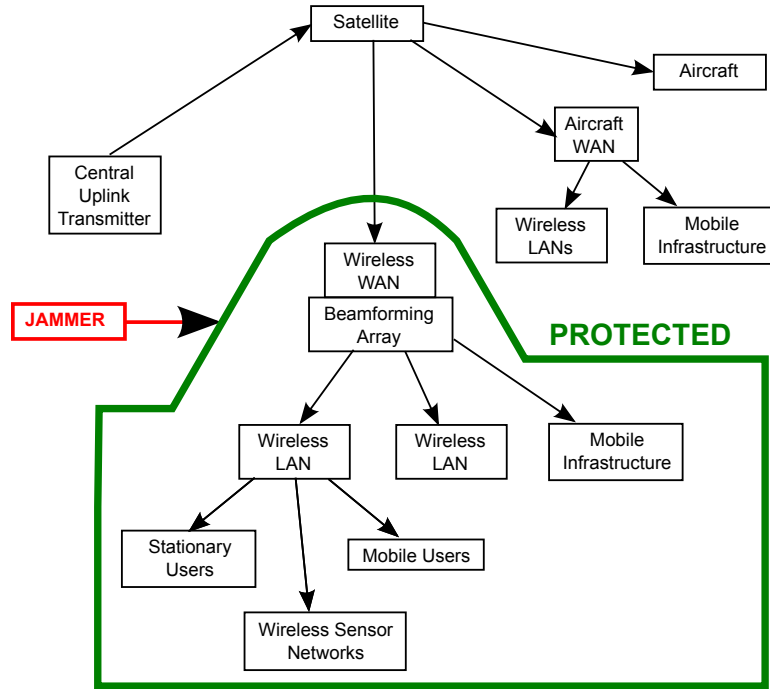 Satellite
Aircraft
Aircraft
WAN
Central
Uplink
Transmitter
Wireless
LANs
Mobile
Infrastructure
Wireless
WAN
JAMMER
Beamforming
Array
PROTECTED
Wireless
LAN
Wireless
LAN
Mobile
Infrastructure
Stationary
Users
Mobile Users
Wireless Sensor
Networks